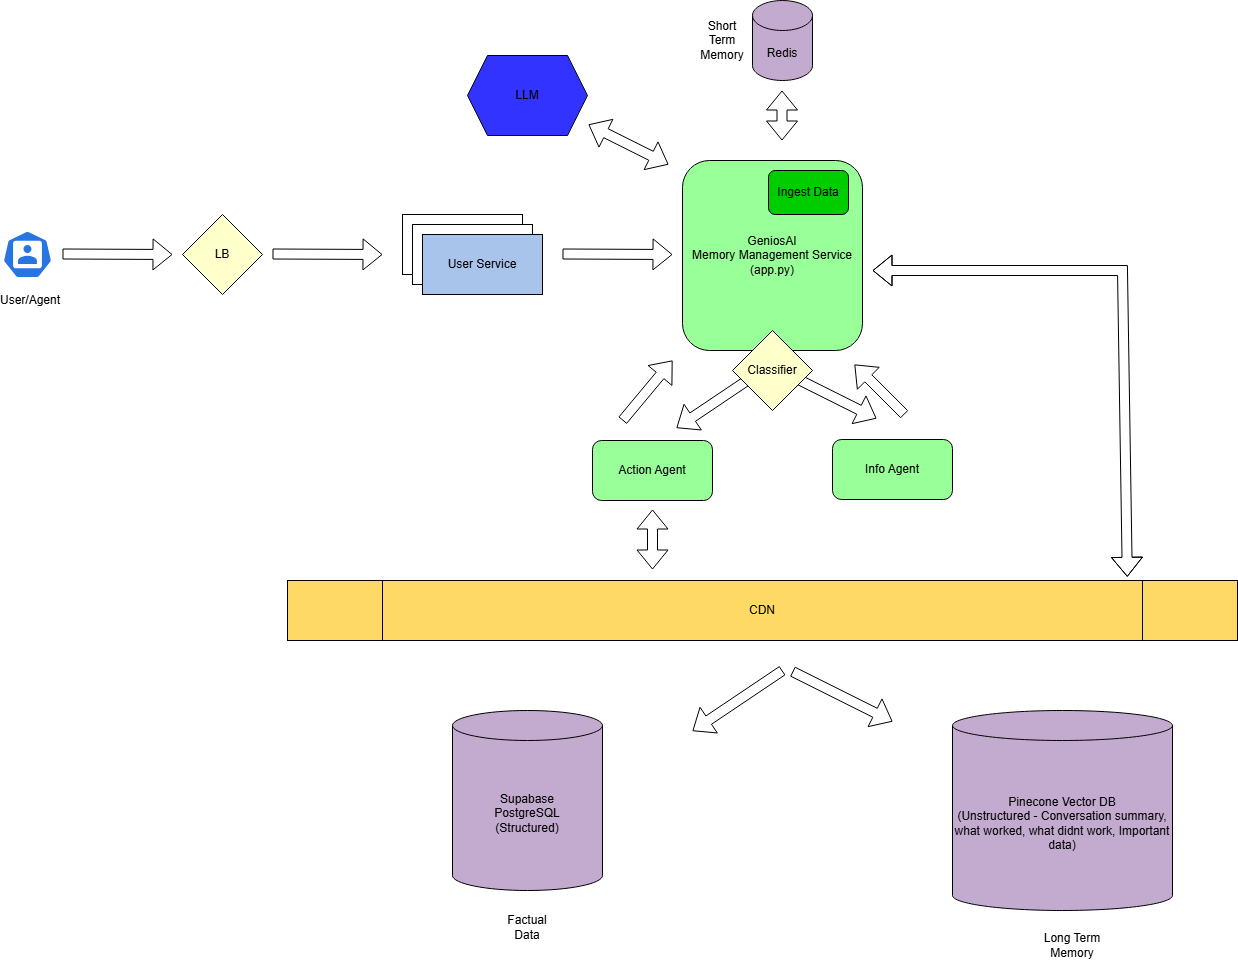 Short
Term
Memory
Redis
LLM
Ingest Data
GeniosAI
Memory Management Service
(app.py)
LB
User Service
User/Agent
Classifier
Action Agent
Info Agent
CDN
Supabase
PostgreSQL
(Structured)
Pinecone Vector DB
(Unstructured - Conversation summary,
what worked, what didnt work, Important
data)
Factual
Data
Long Term
Memory